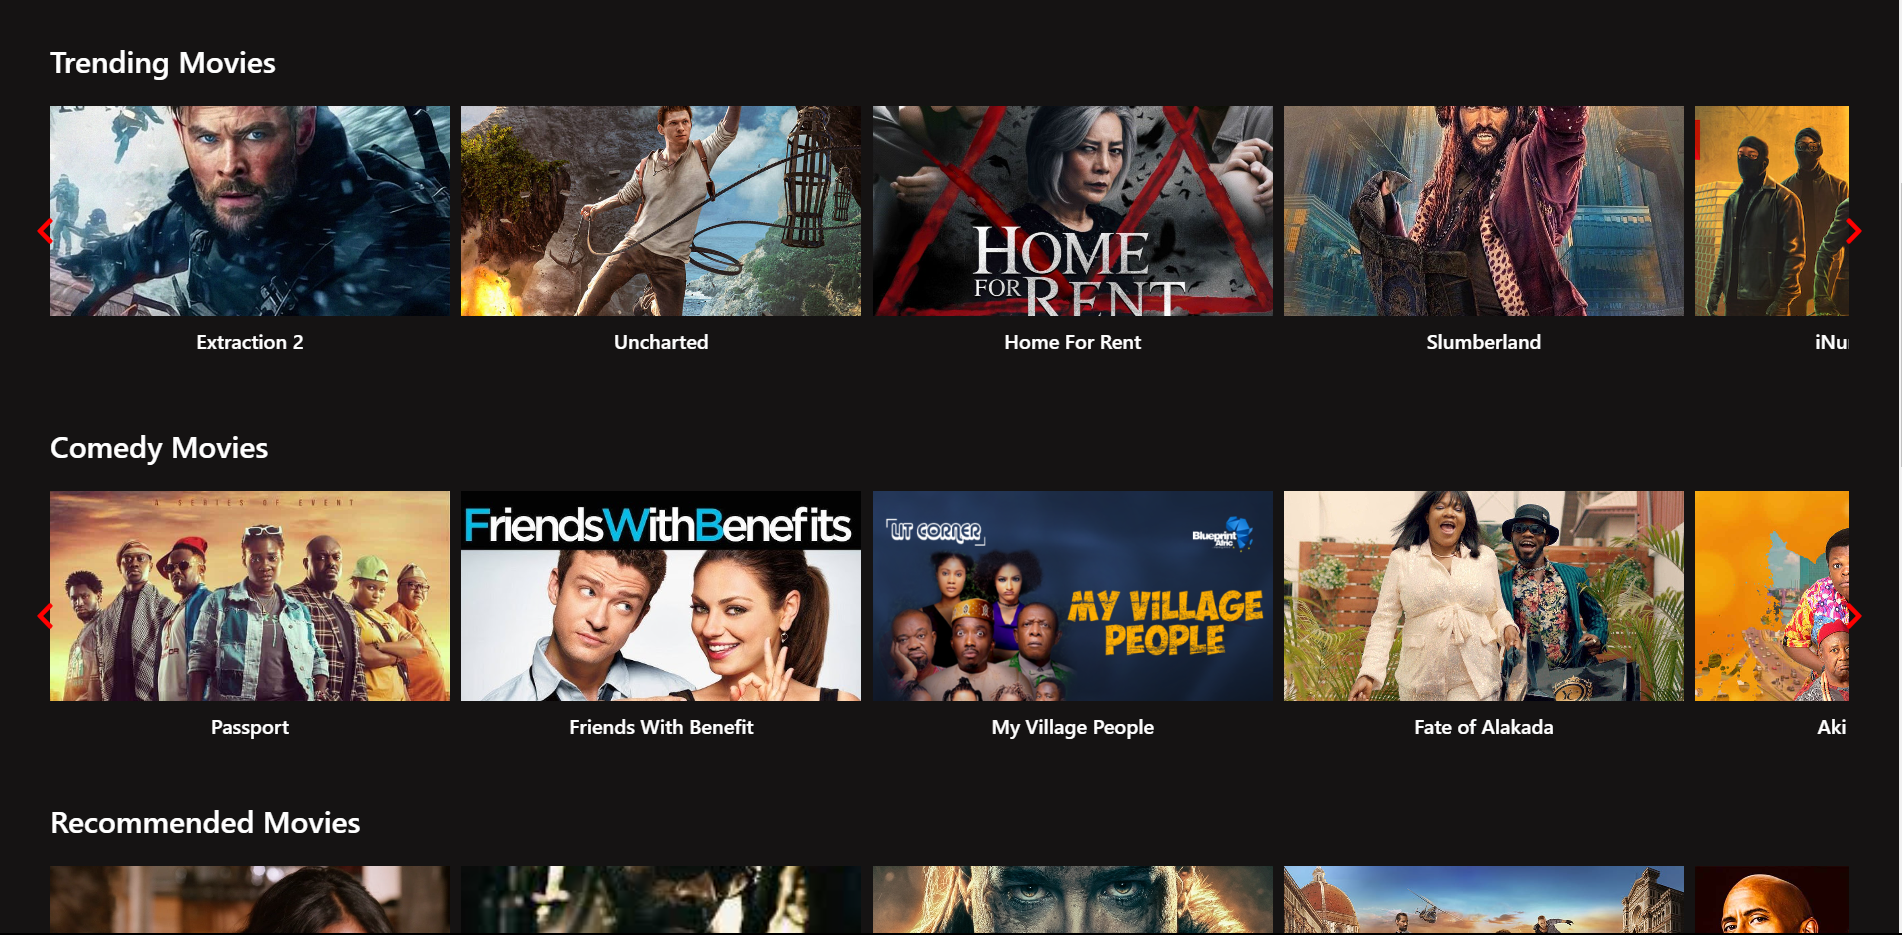 Trending Movies
HOME
FOR RENT
Extraction 2
Uncharted
Home For Rent
Slumberland
iNu
Comedy Movies
A SERIES OF EVENT
FriendsWithBenefits
LIT CORNER
Blueprint
Afric
MY VILLAGE
PEOPLE
Passport
Friends With Benefit
My Village People
Fate of Alakada
Aki
Recommended Movies